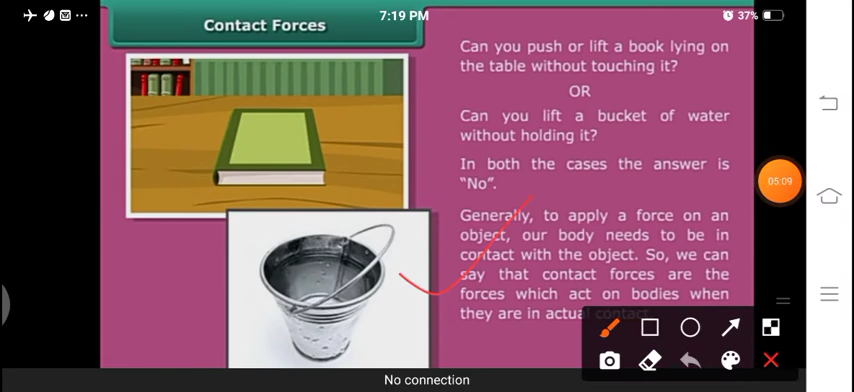 7:19 PM
37%
Contact Forces
Can you push or lift a book lying on
the table without touching it?
OR
Can you lift a bucket of water
without holding it?
In both the cases the answer is
“No”.
Generally, to apply a force on an
object, our body needs to be in
contact with the object. So, we can
say that contact forces are the
forces which act on bodies when
they are in actual contact
05:09
No connection